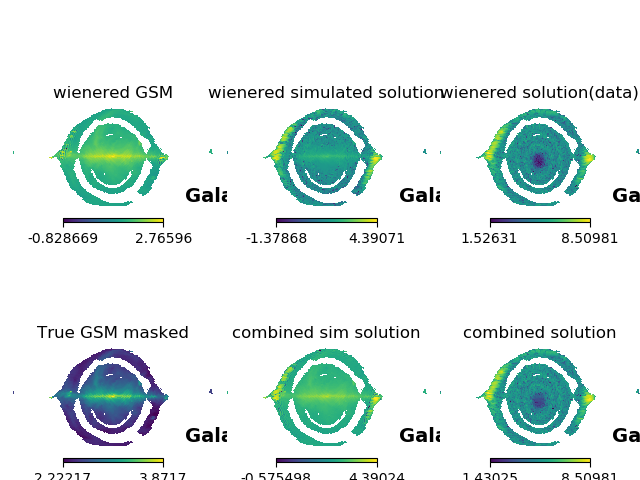 wienered GSM
wienered simulated solution
wienered solution(data)
Gala
Gala
Ga
-0.828669 2.76596
-1.37868 4.39071
1.52631 8.50981
True GSM masked
combined sim solution
combined solution
Gala
Gala
Ga
2.22217 3.8717
-0.575498 4.39024
1.43025 8.50981